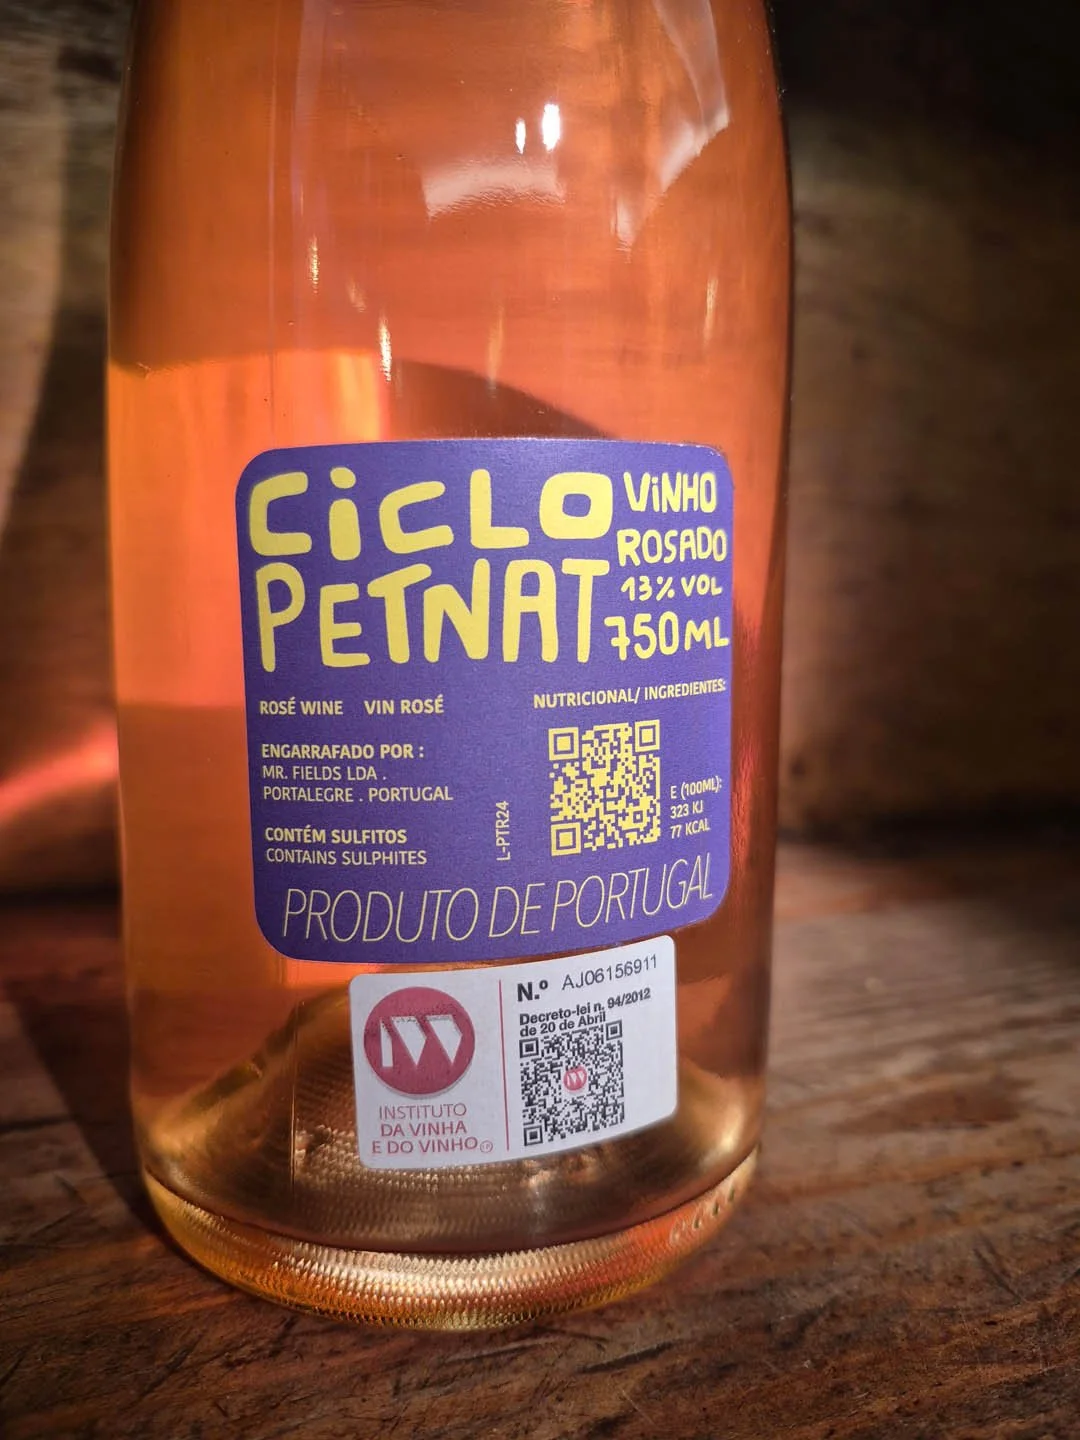 CiCLO
PETNAT
ViNHO
ROSADO
13% VOL
750 ML
ROSÉ WINE VIN ROSÉ
ENGARRAFADO POR :
MR. FIELDS LDA .
PORTALEGRE . PORTUGAL
CONTÉM SULFITOS
CONTAINS SULPHITES
L-PTR24
NUTRICIONAL/ INGREDIENTES:
E (100ML):
323 KJ
77 KCAL
PRODUTO DE PORTUGAL
INSTITUTO
DA VINHA
E DO VINHO
N.º AJ06156911
Decreto-lei n. 94/2012
de 20 de Abril